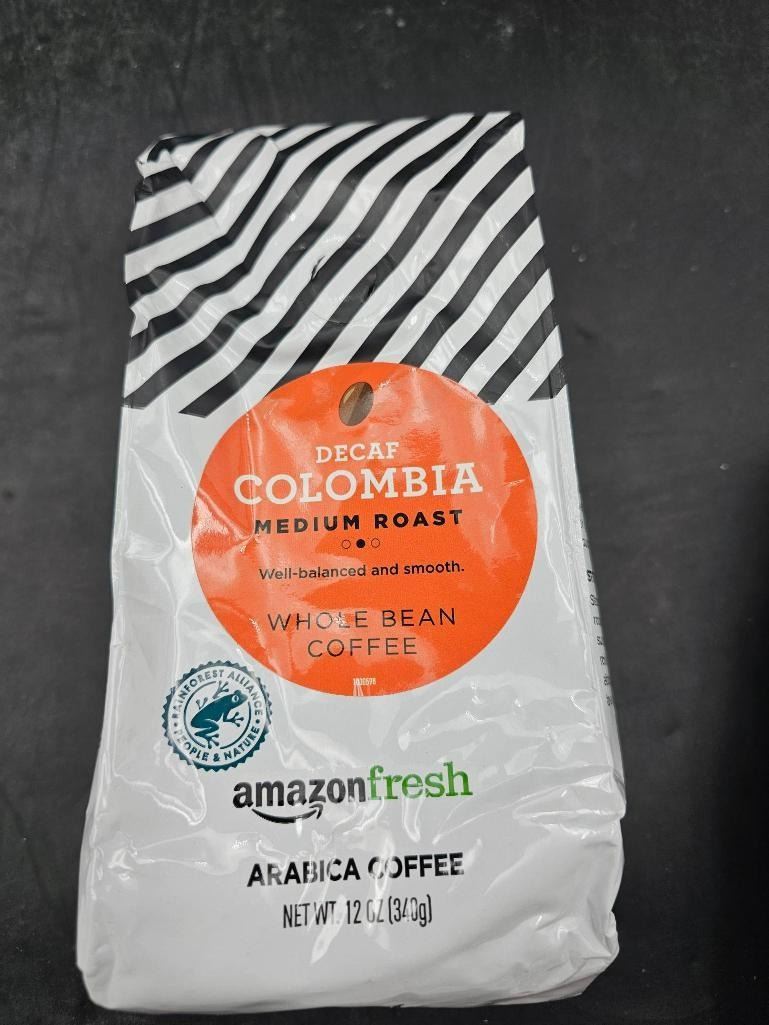 DECAF
COLOMBIA
MEDIUM ROAST
Well-balanced and smooth.
WHOLE BEAN
COFFEE
RAINFOREST ALLIANCE
PEOPLE & NATURE
amazonfresh
ARABICA COFFEE
NET WT. 12 OZ (340g)